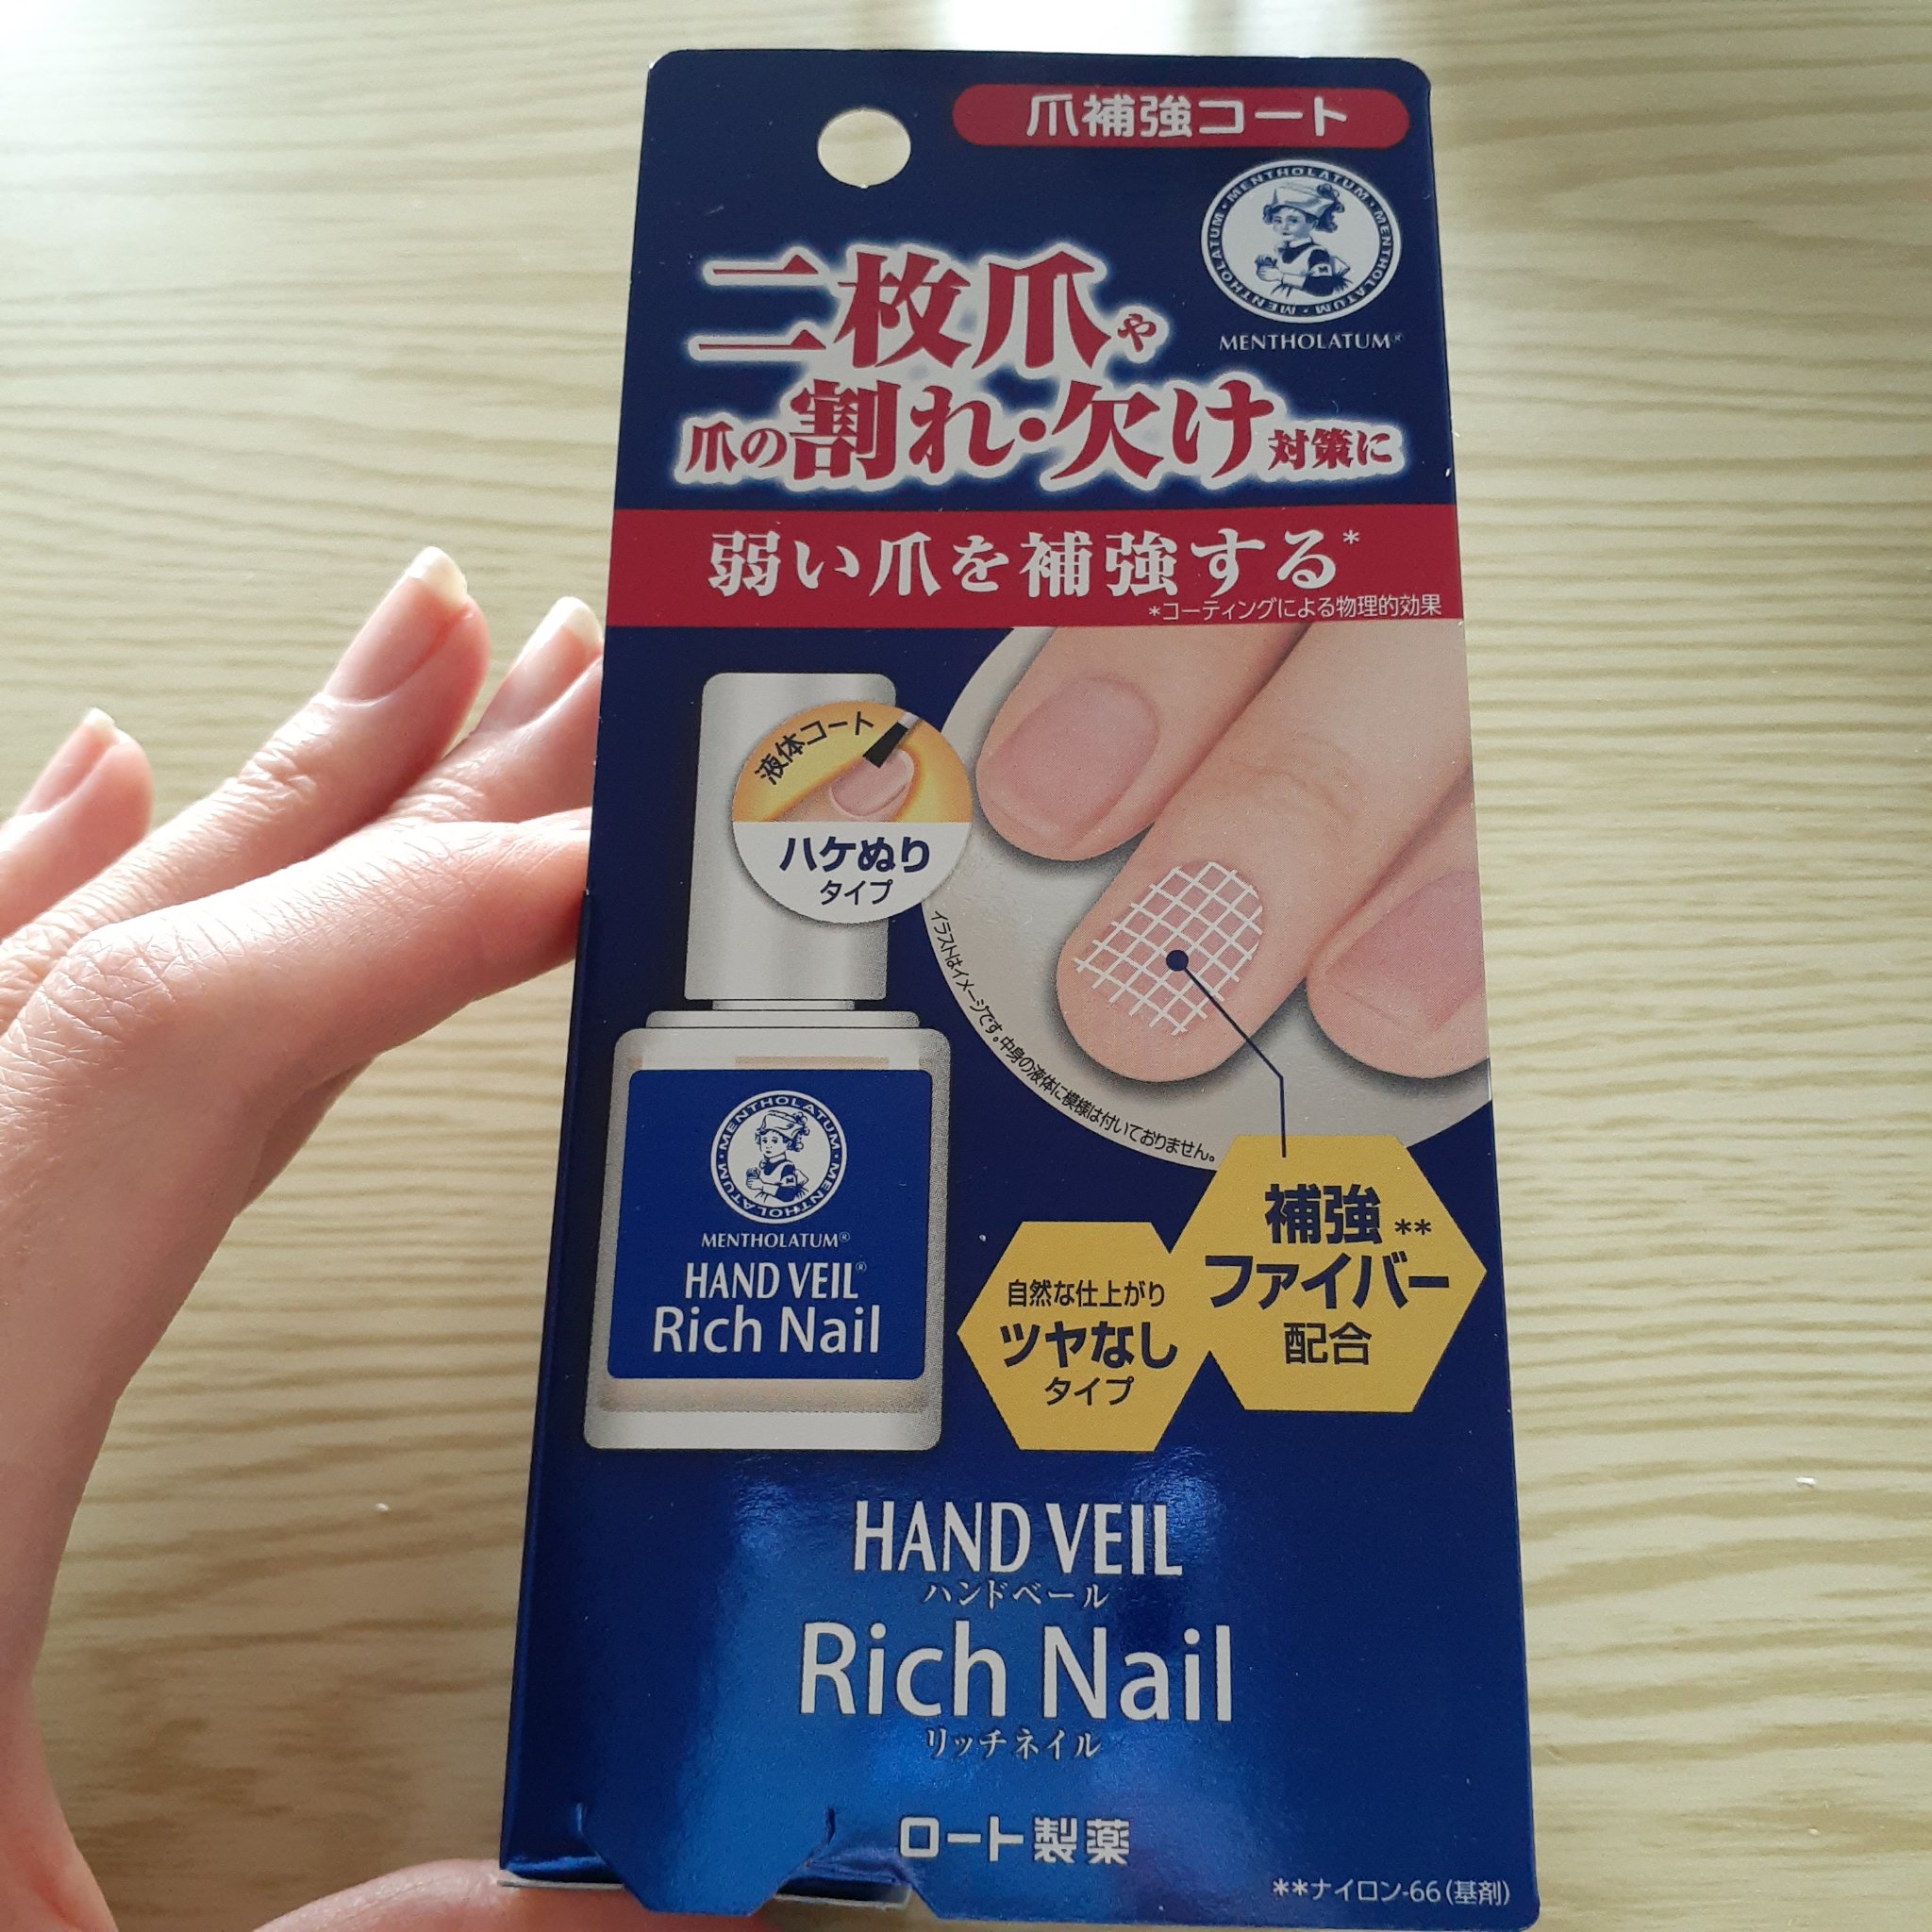 爪補強コート
MENTHOLATUM・MENTHOLATUM・MENTHOLATUM・
MENTHOLATUM®
二枚爪や
爪の割れ・欠け対策に
弱い爪を補強する*
*コーティングによる物理的効果
液体コート
ハケぬり
タイプ
イラストはイメージです。中身の液体に模様は付いておりません。
MENTHOLATUM・MENTHOLATUM・MENTHOLATUM・
MENTHOLATUM®
HAND VEIL®
Rich Nail
補強**
ファイバー
配合
自然な仕上がり
ツヤなし
タイプ
HAND VEIL
ハンドベール
Rich Nail
リッチネイル
ロート製薬
**ナイロン-66(基剤)